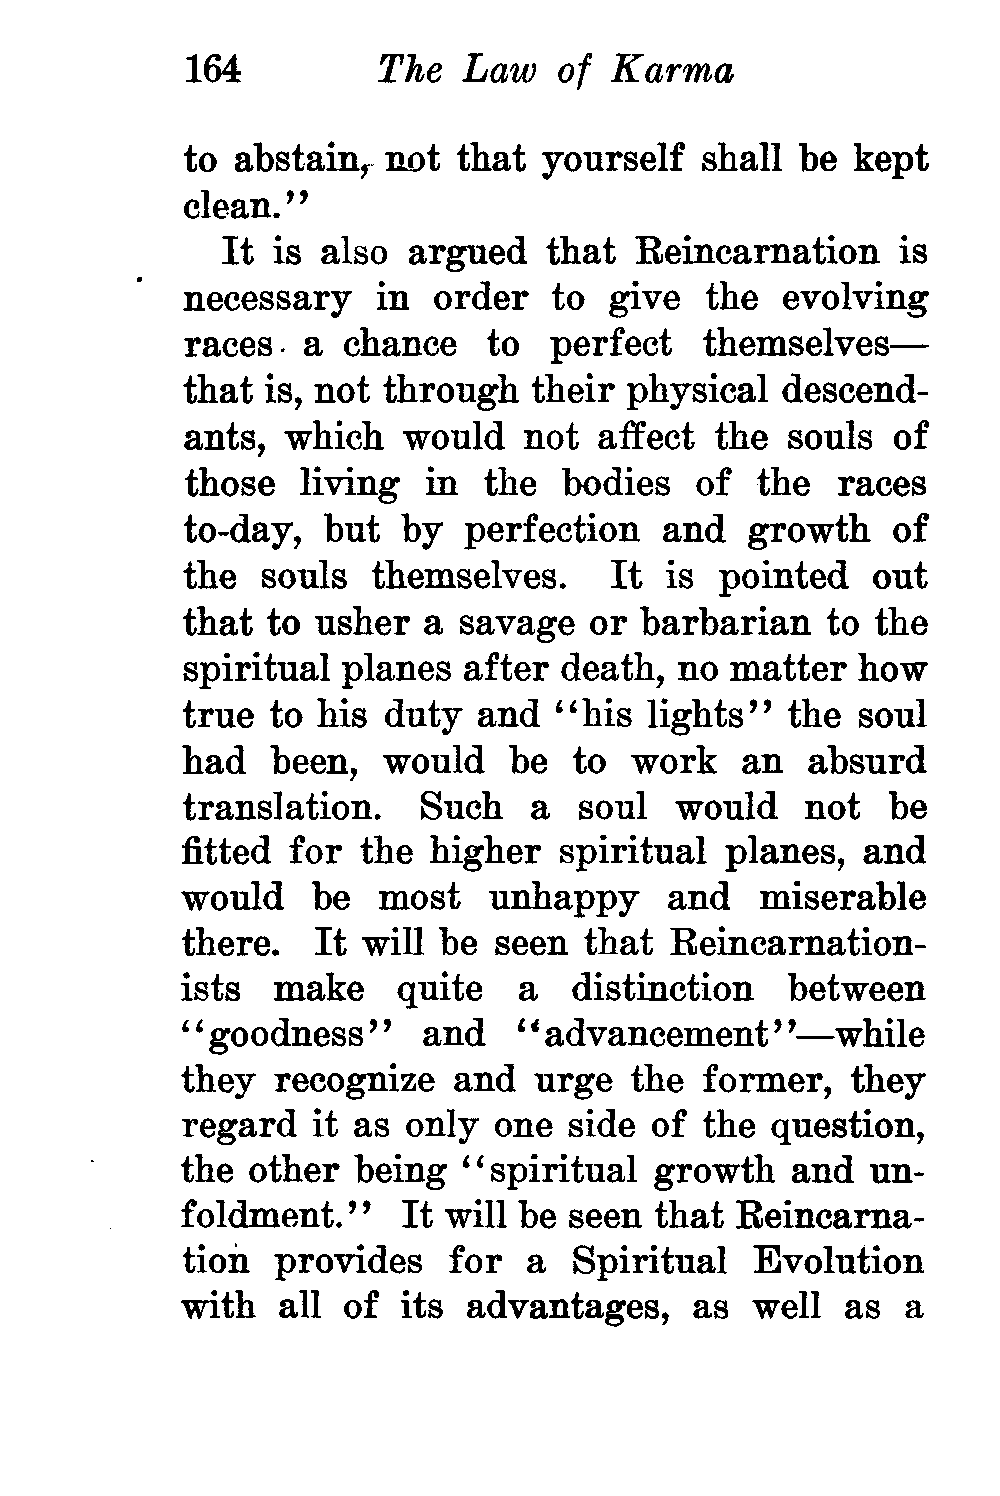 164 The Law of Karma
to abstain, not that yourself shall be kept
clean."
It is also argued that Reincarnation is
necessary in order to give the evolving
races a chance to perfect themselves—
that is, not through their physical descend-
ants, which would not affect the souls of
those living in the bodies of the races
to-day, but by perfection and growth of
the souls themselves. It is pointed out
that to usher a savage or barbarian to the
spiritual planes after death, no matter how
true to his duty and "his lights" the soul
had been, would be to work an absurd
translation. Such a soul would not be
fitted for the higher spiritual planes, and
would be most unhappy and miserable
there. It will be seen that Reincarnation-
ists make quite a distinction between
"goodness" and "advancement"—while
they recognize and urge the former, they
regard it as only one side of the question,
the other being "spiritual growth and un-
foldment." It will be seen that Reincarna-
tion provides for a Spiritual Evolution
with all of its advantages, as well as a